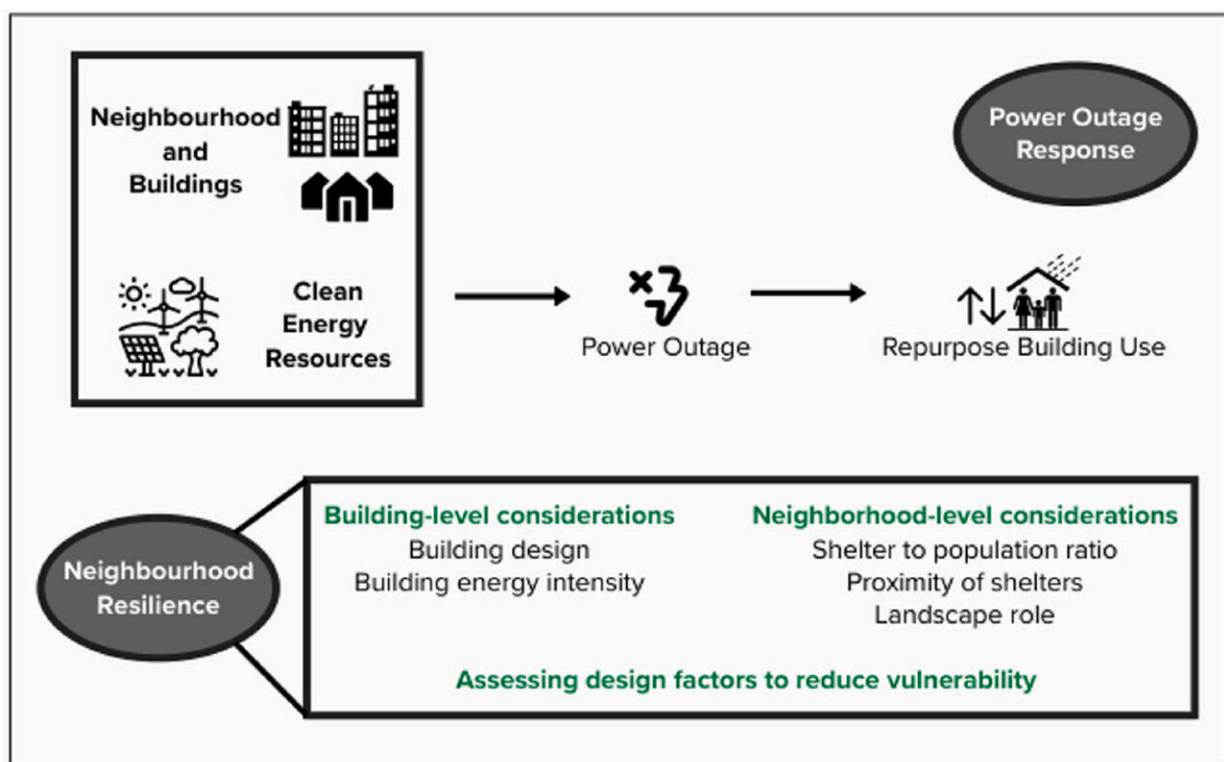 Neighbourhood
and
Buildings
Clean
Energy
Resources
Power Outage
Response
Power Outage
Repurpose Building Use
Neighbourhood
Resilience
Building-level considerations
Building design
Building energy intensity
Neighborhood-level considerations
Shelter to population ratio
Proximity of shelters
Landscape role
Assessing design factors to reduce vulnerability